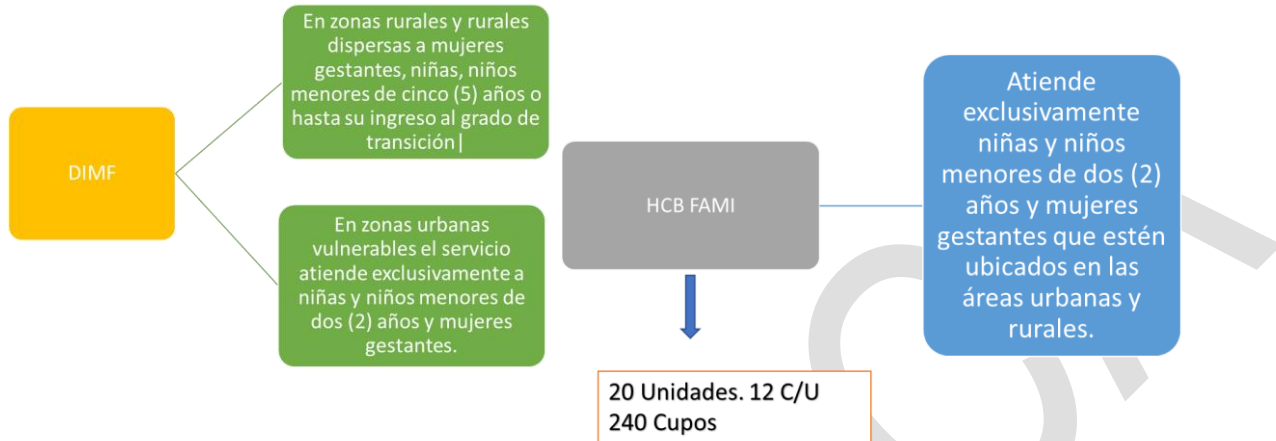 DIMF
En zonas rurales y rurales
dispersas a mujeres
gestantes, niñas, niños
menores de cinco (5) años o
hasta su ingreso al grado de
transición|
En zonas urbanas
vulnerables el servicio
atiende exclusivamente a
niñas y niños menores de
dos (2) años y mujeres
gestantes.
HCB FAMI
20 Unidades. 12 C/U
240 Cupos
Atiende
exclusivamente
niñas y niños
menores de dos (2)
años y mujeres
gestantes que estén
ubicados en las
áreas urbanas y
rurales.